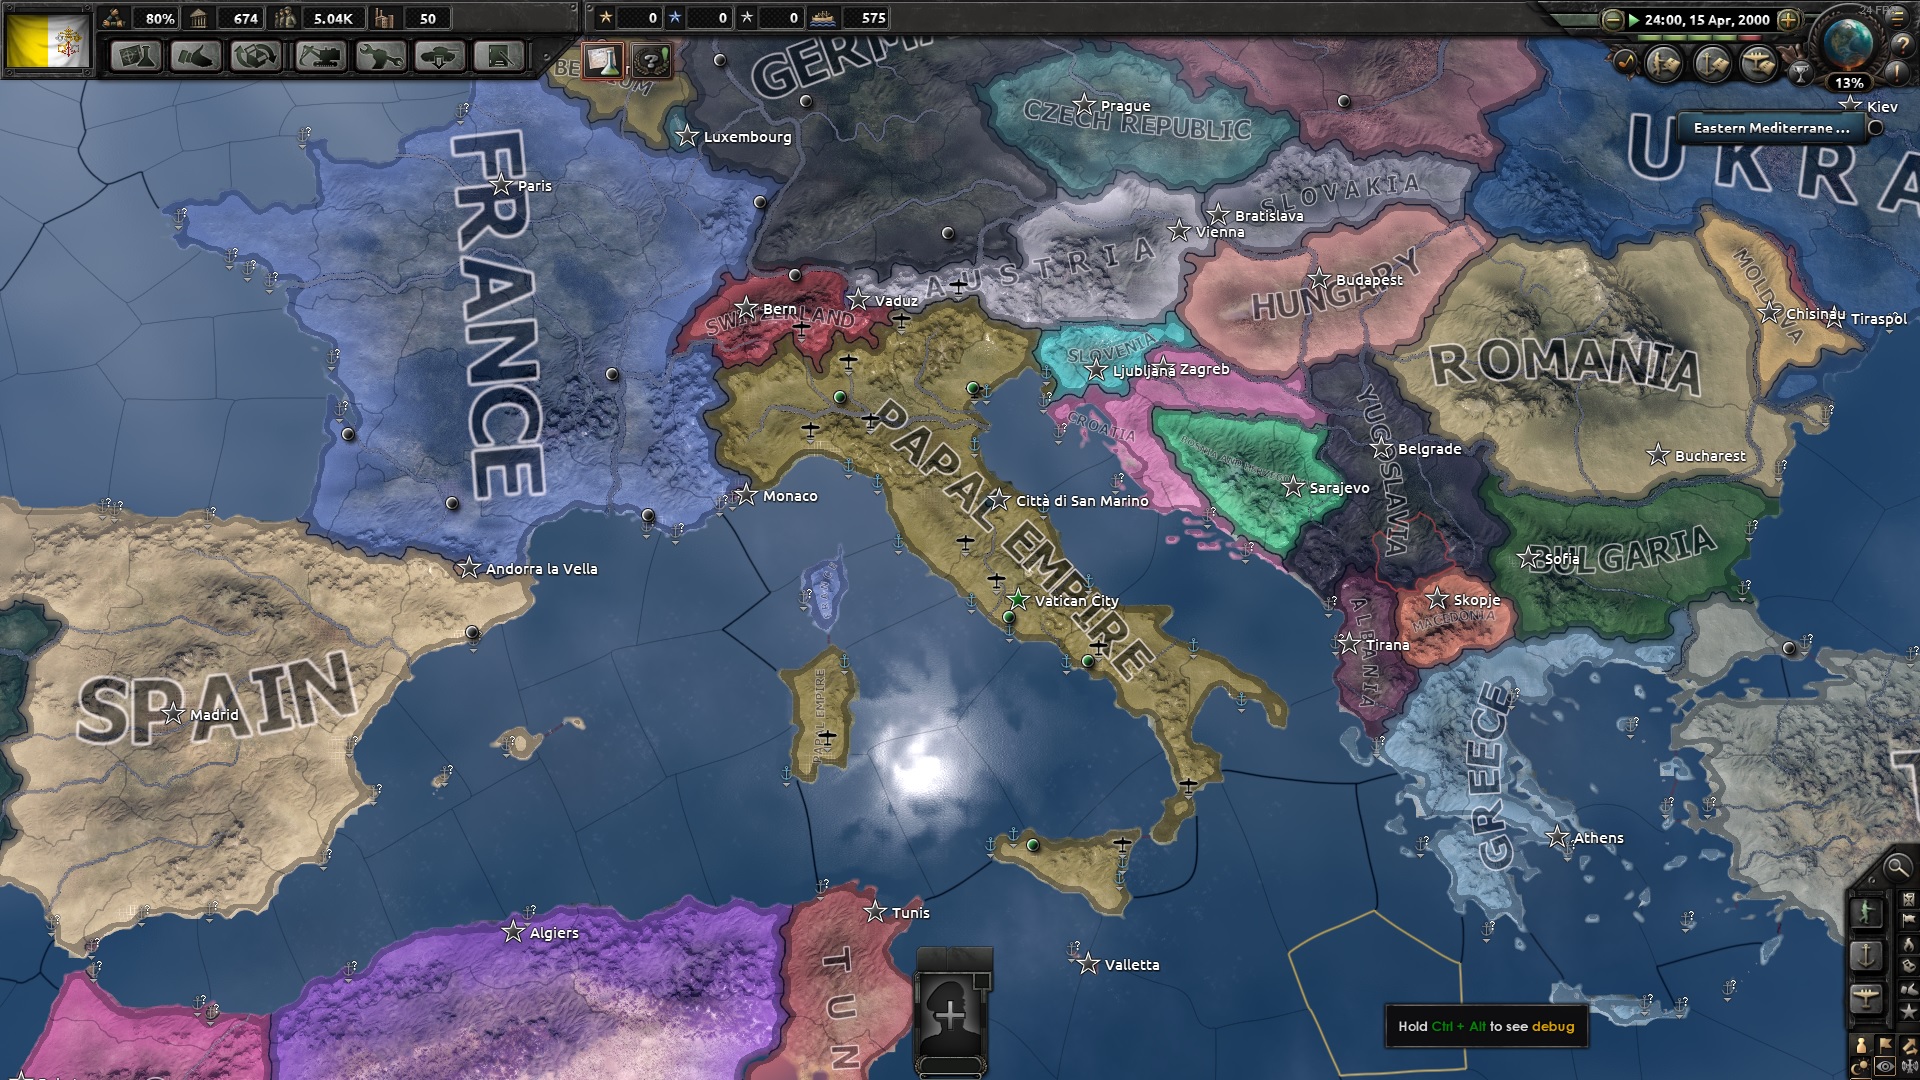 80%
674
5.04K
50
0
0
0
575
24:00, 15 Apr, 2000
13%
Eastern Mediterrane ...
Kiev
GERM
Prague
CZECH REPUBLIC
Luxembourg
UKRA
Paris
FRANCE
SLOVAKIA
Bratislava
Vienna
AUSTRIA
Vaduz
Bern
SWITZERLAND
Budapest
HUNGARY
MOLDOVA
Chisinau
Tiraspol
ROMANIA
SLOVENIA
Ljubljana
Zagreb
CROATIA
YUGOSLAVIA
Belgrade
Bucharest
PAPAL EMPIRE
Monaco
Città di San Marino
Sarajevo
Andorra la Vella
Sofia
BULGARIA
Vatican City
Skopje
MACEDONIA
Tirana
ALBANIA
SPAIN
Madrid
PAPAL EMPIRE
GREECE
Athens
Tunis
Algiers
TUN
Valletta
Hold Ctrl + Alt to see debug